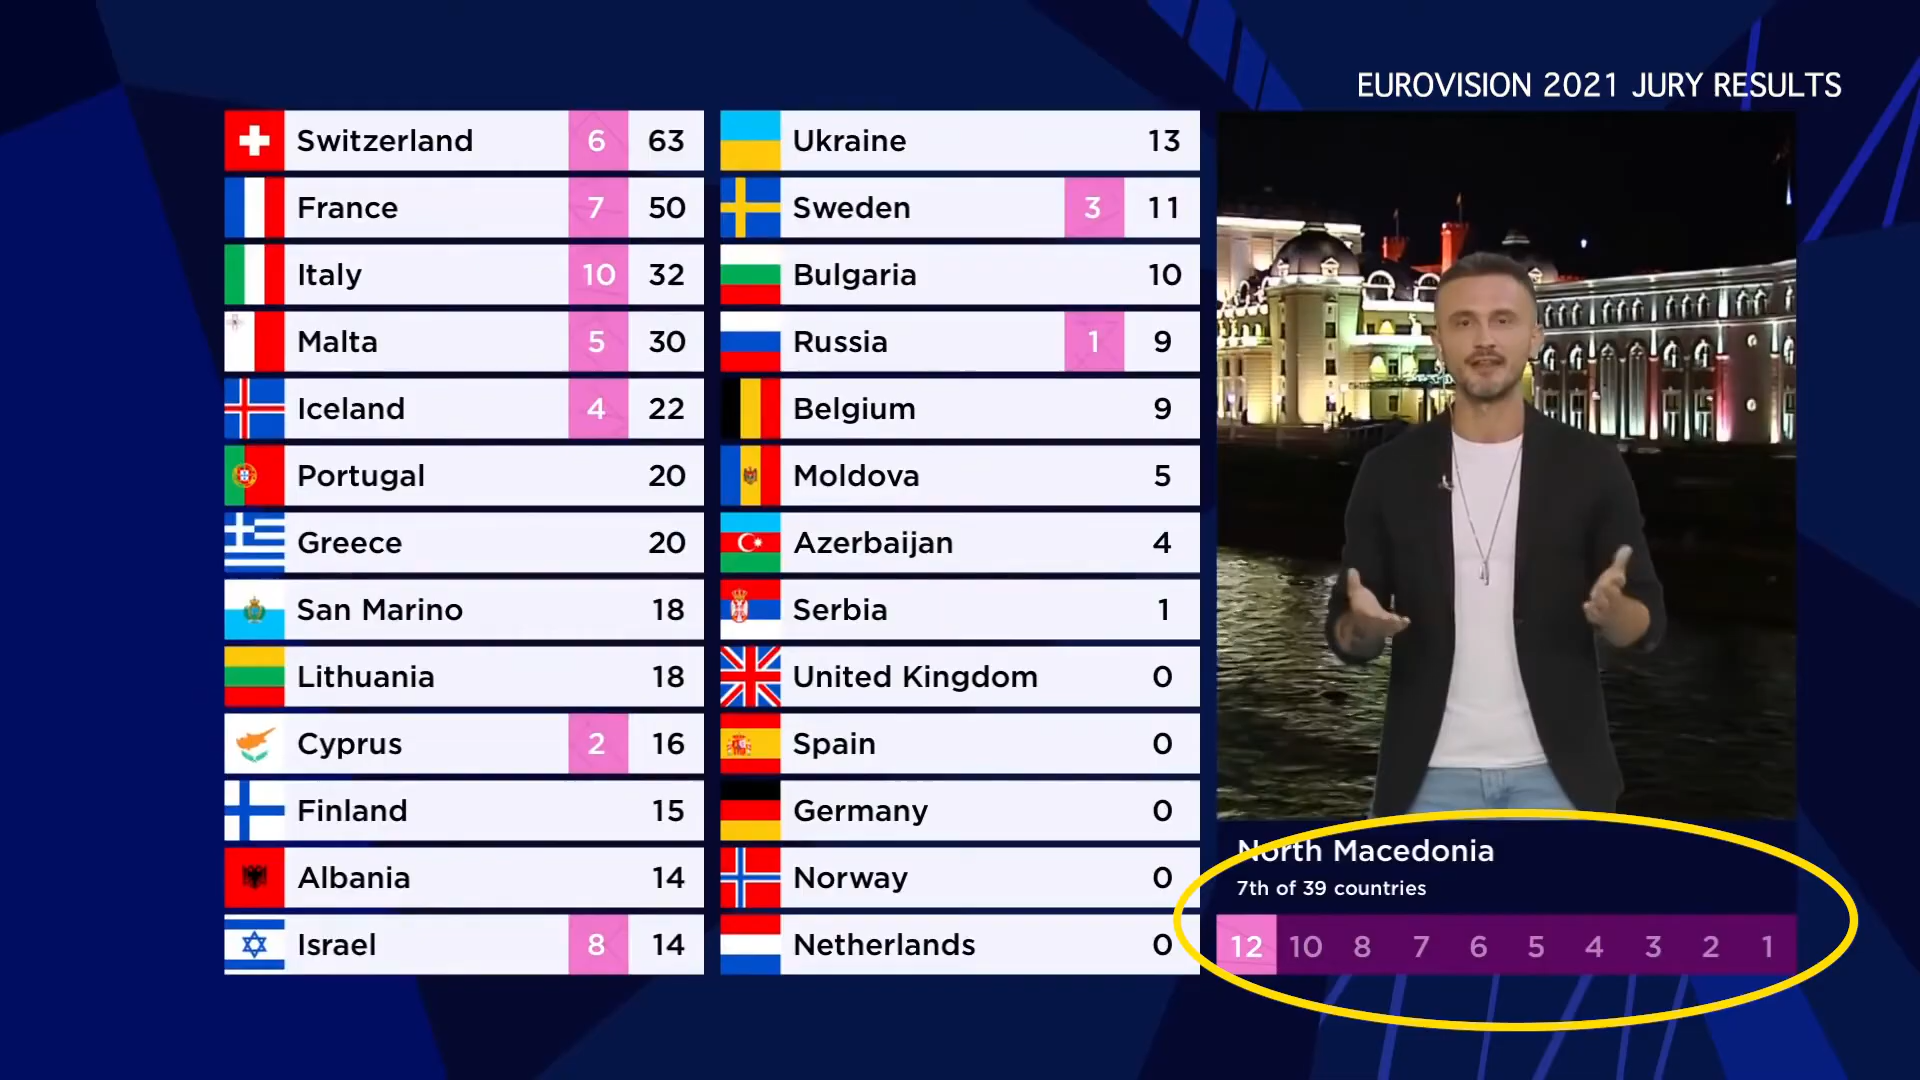 EUROVISION 2021 JURY RESULTS
Switzerland 6 63
France 7 50
Italy 10 32
Malta 5 30
Iceland 4 22
Portugal 20
Greece 20
San Marino 18
Lithuania 18
Cyprus 2 16
Finland 15
Albania 14
Israel 8 14
Ukraine 13
Sweden 3 11
Bulgaria 10
Russia 1 9
Belgium 9
Moldova 5
Azerbaijan 4
Serbia 1
United Kingdom 0
Spain 0
Germany 0
Norway 0
Netherlands 0
North Macedonia
7th of 39 countries
12 10 8 7 6 5 4 3 2 1